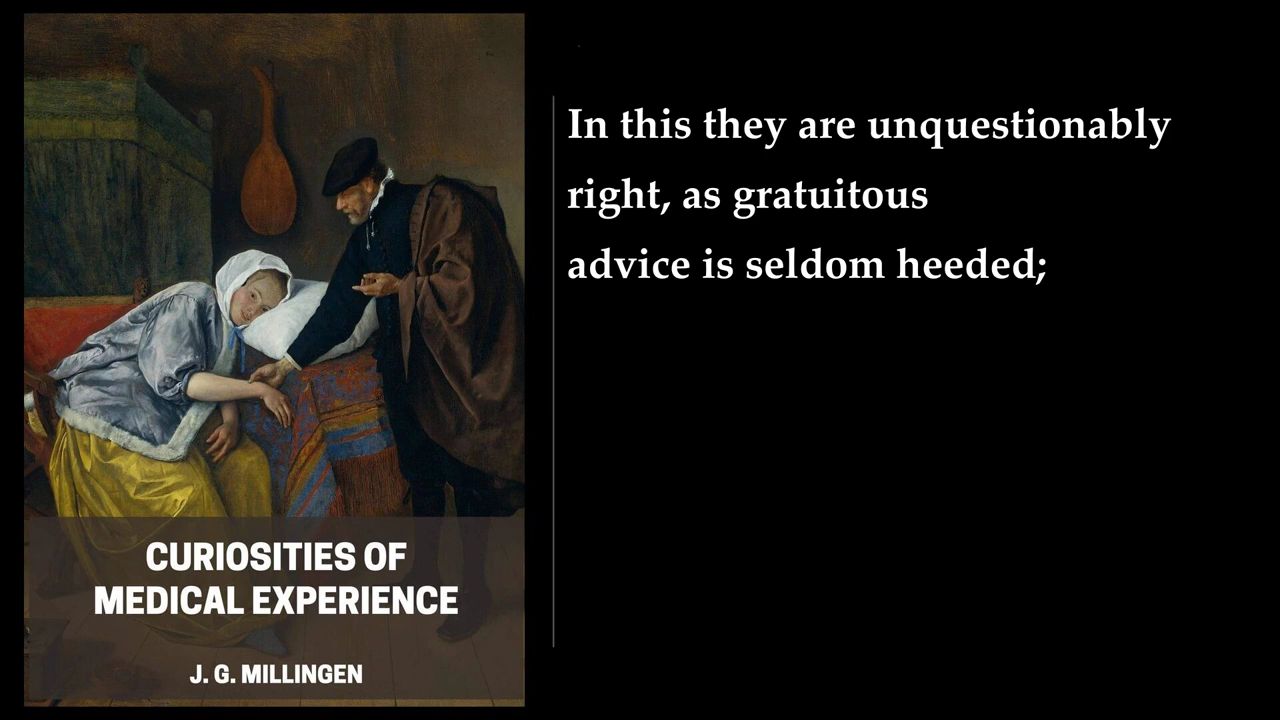 In this they are unquestionably
right, as gratuitous
advice is seldom heeded;
CURIOSITIES OF
MEDICAL EXPERIENCE
J. G. MILLINGEN